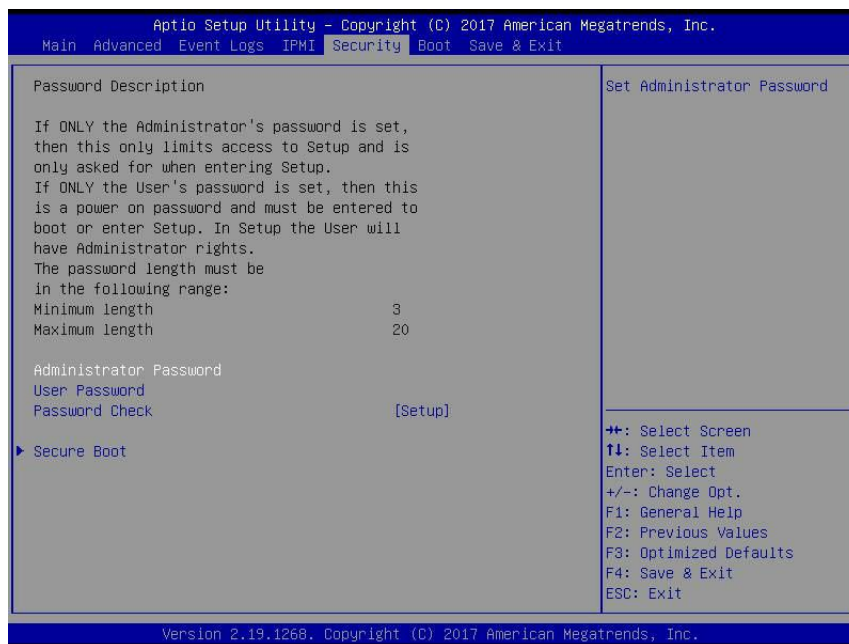 Aptio Setup Utility – Copyright (C) 2017 American Megatrends, Inc.
Main Advanced Event Logs IPMI Security Boot Save & Exit
Password Description
If ONLY the Administrator's password is set,
then this only limits access to Setup and is
only asked for when entering Setup.
If ONLY the User's password is set, then this
is a power on password and must be entered to
boot or enter Setup. In Setup the User will
have Administrator rights.
The password length must be
in the following range:
Minimum length 3
Maximum length 20
Administrator Password
User Password
Password Check [Setup]
Secure Boot
Set Administrator Password
→←: Select Screen
↑↓: Select Item
Enter: Select
+/-: Change Opt.
F1: General Help
F2: Previous Values
F3: Optimized Defaults
F4: Save & Exit
ESC: Exit
Version 2.19.1268. Copyright (C) 2017 American Megatrends, Inc.